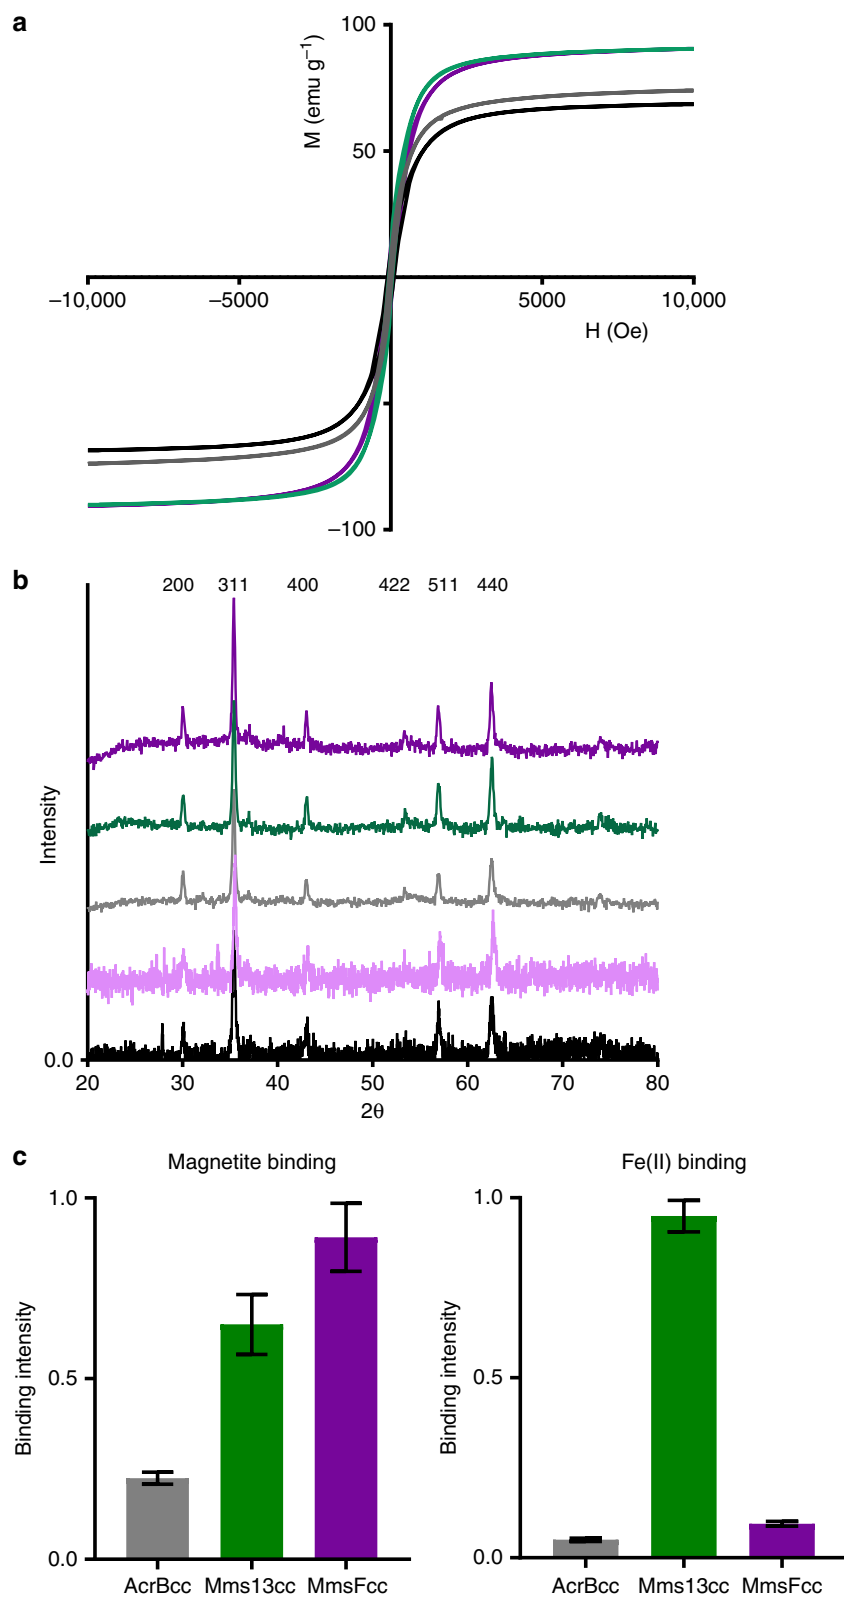 a
100
M (emu g⁻¹)
50
–10,000 –5000 5000 10,000
H (Oe)
–100
b
200 311 400 422 511 440
Intensity
0.0
20 30 40 50 60 70 80
2θ
c
Magnetite binding
1.0
Binding intensity
0.5
0.0
AcrBcc Mms13cc MmsFcc
Fe(II) binding
1.0
Binding intensity
0.5
0.0
AcrBcc Mms13cc MmsFcc